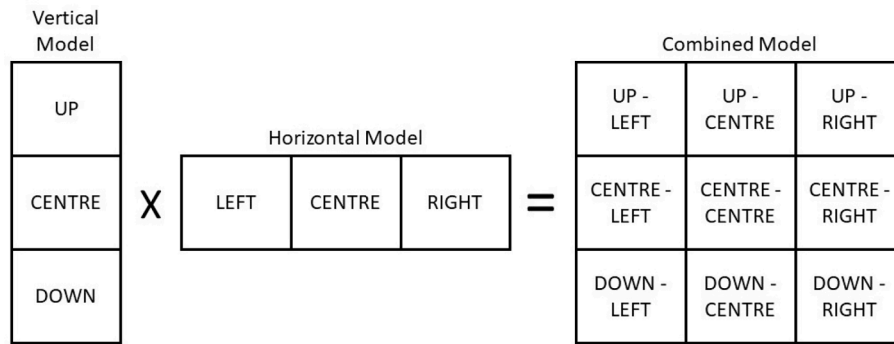 Vertical
Model
UP
CENTRE
DOWN
X
Horizontal Model
LEFT
CENTRE
RIGHT
=
Combined Model
UP -
LEFT
UP -
CENTRE
UP -
RIGHT
CENTRE -
LEFT
CENTRE -
CENTRE
CENTRE -
RIGHT
DOWN -
LEFT
DOWN -
CENTRE
DOWN -
RIGHT